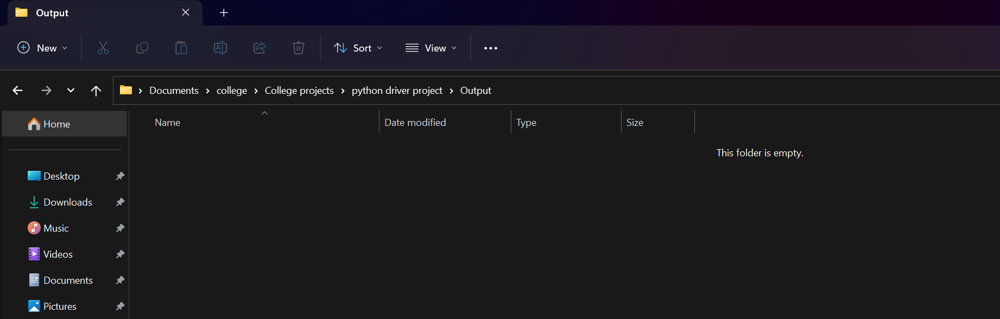 Output
New
Sort
View
Documents > college > College projects > python driver project > Output
Home
Name
Date modified
Type
Size
This folder is empty.
Desktop
Downloads
Music
Videos
Documents
Pictures